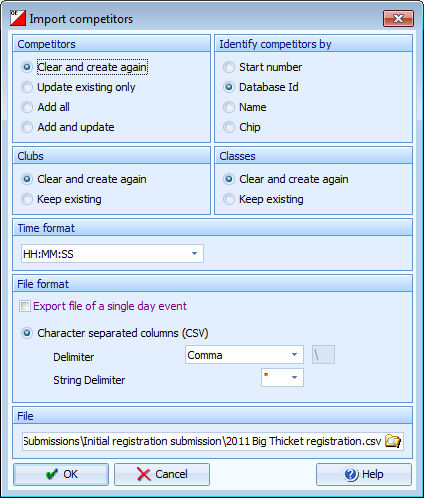 OE
Import competitors
Competitors
Clear and create again
Update existing only
Add all
Add and update
Identify competitors by
Start number
Database Id
Name
Chip
Clubs
Clear and create again
Keep existing
Classes
Clear and create again
Keep existing
Time format
HH:MM:SS
File format
Export file of a single day event
Character separated columns (CSV)
Delimiter Comma \
String Delimiter "
File
Submissions\Initial registration submission\2011 Big Thicket registration.csv
OK Cancel Help